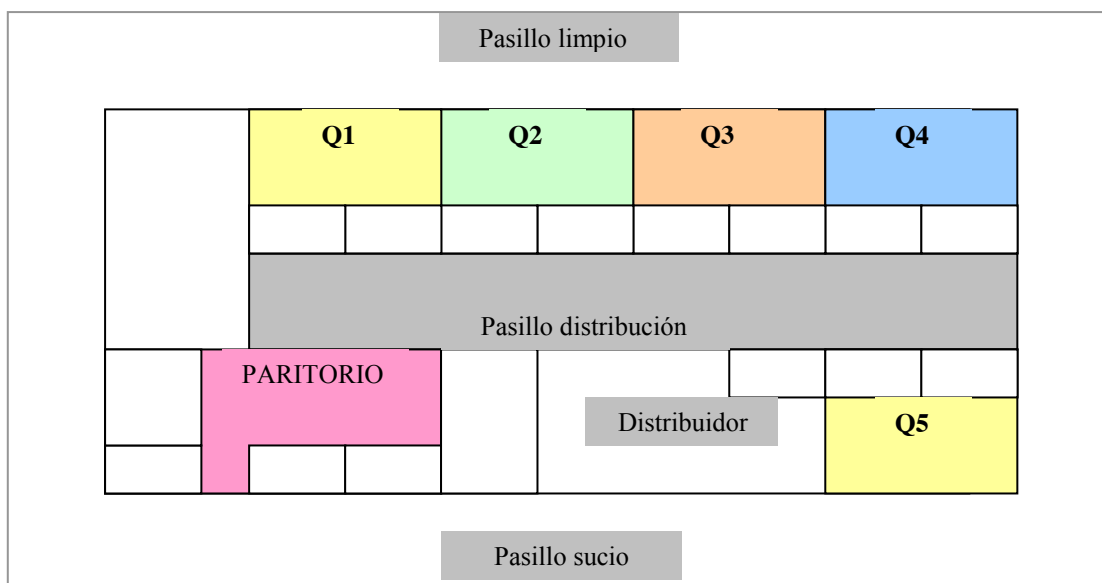 Pasillo limpio
Q1
Q2
Q3
Q4
Pasillo distribución
PARITORIO
Distribuidor
Q5
Pasillo sucio